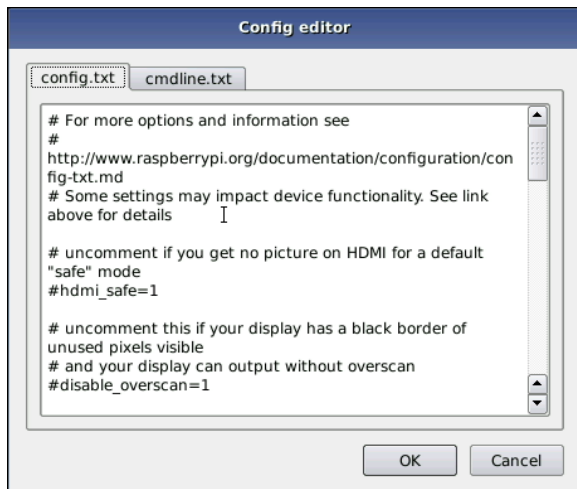 Config editor
config.txt
cmdline.txt
# For more options and information see
#
http://www.raspberrypi.org/documentation/configuration/con
fig-txt.md
# Some settings may impact device functionality. See link
above for details
# uncomment if you get no picture on HDMI for a default
"safe" mode
#hdmi_safe=1
# uncomment this if your display has a black border of
unused pixels visible
# and your display can output without overscan
#disable_overscan=1
OK
Cancel